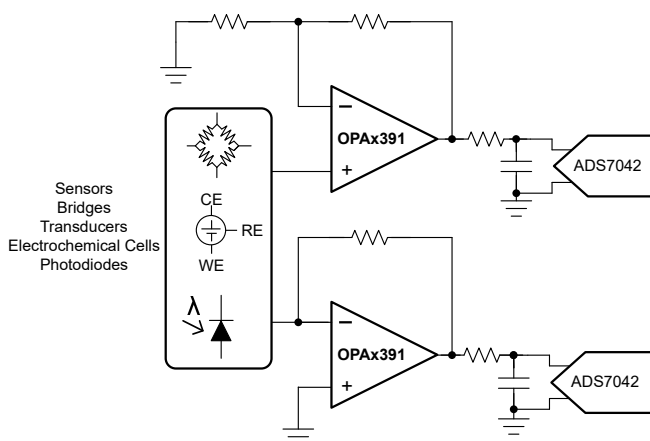 OPAx391
ADS7042
Sensors
Bridges
Transducers
Electrochemical Cells
Photodiodes
CE
RE
WE
λ
OPAx391
ADS7042